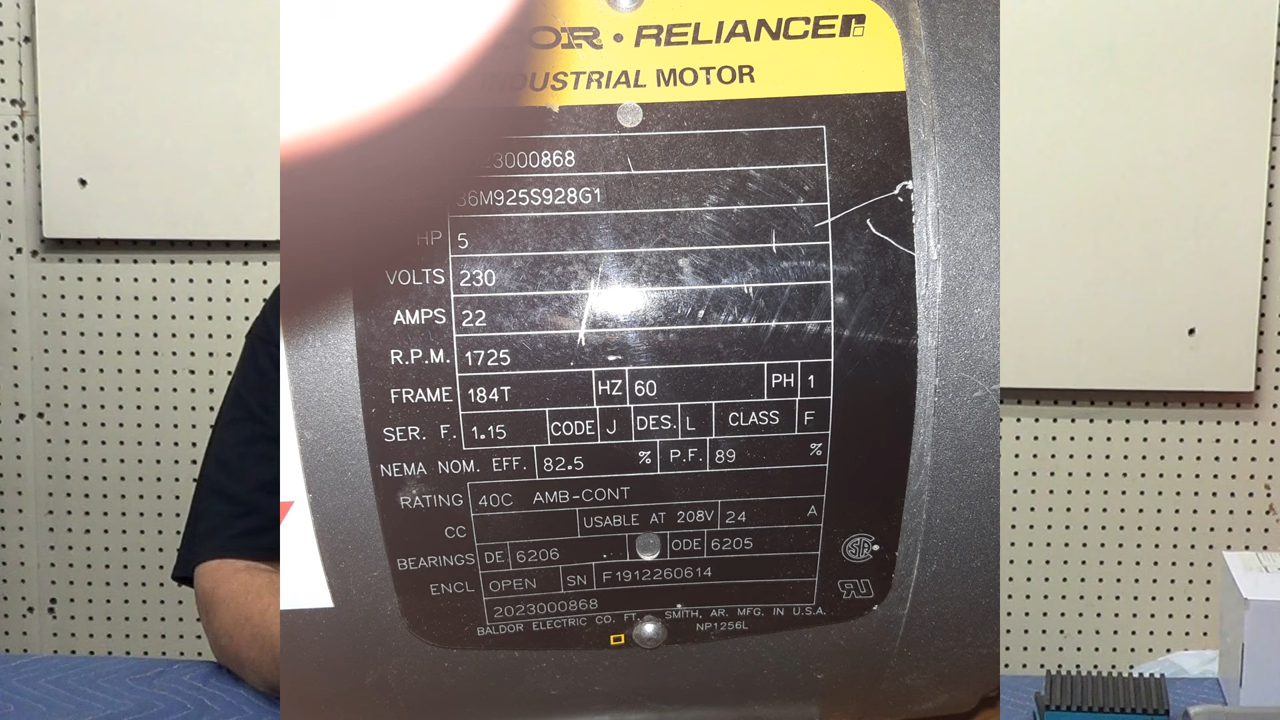 OR · RELIANCE
INDUSTRIAL MOTOR
23000868
36M925S928G1
HP 5
VOLTS 230
AMPS 22
R.P.M. 1725
FRAME 184T HZ 60 PH 1
SER. F. 1.15 CODE J DES. L CLASS F
NEMA NOM. EFF. 82.5 % P.F. 89 %
RATING 40C AMB-CONT
CC USABLE AT 208V 24 A
BEARINGS DE 6206 ODE 6205
ENCL OPEN SN F1912260614
2023000868
BALDOR ELECTRIC CO. FT. SMITH, AR. MFG. IN U.S.A.
NP1256L